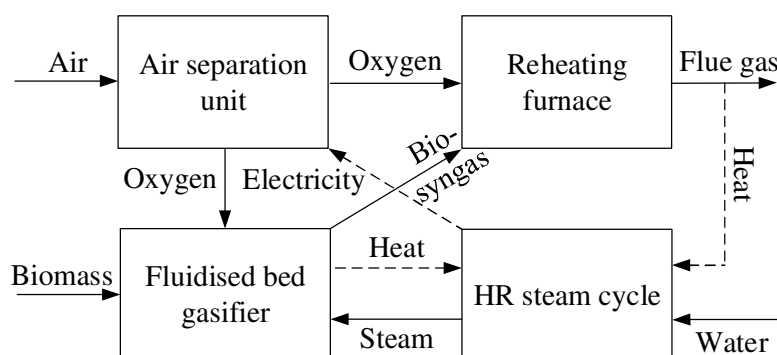 Air
Air separation
unit
Oxygen
Reheating
furnace
Flue gas
Oxygen
Electricity
Bio-
syngas
Heat
Biomass
Fluidised bed
gasifier
Heat
Steam
HR steam cycle
Water